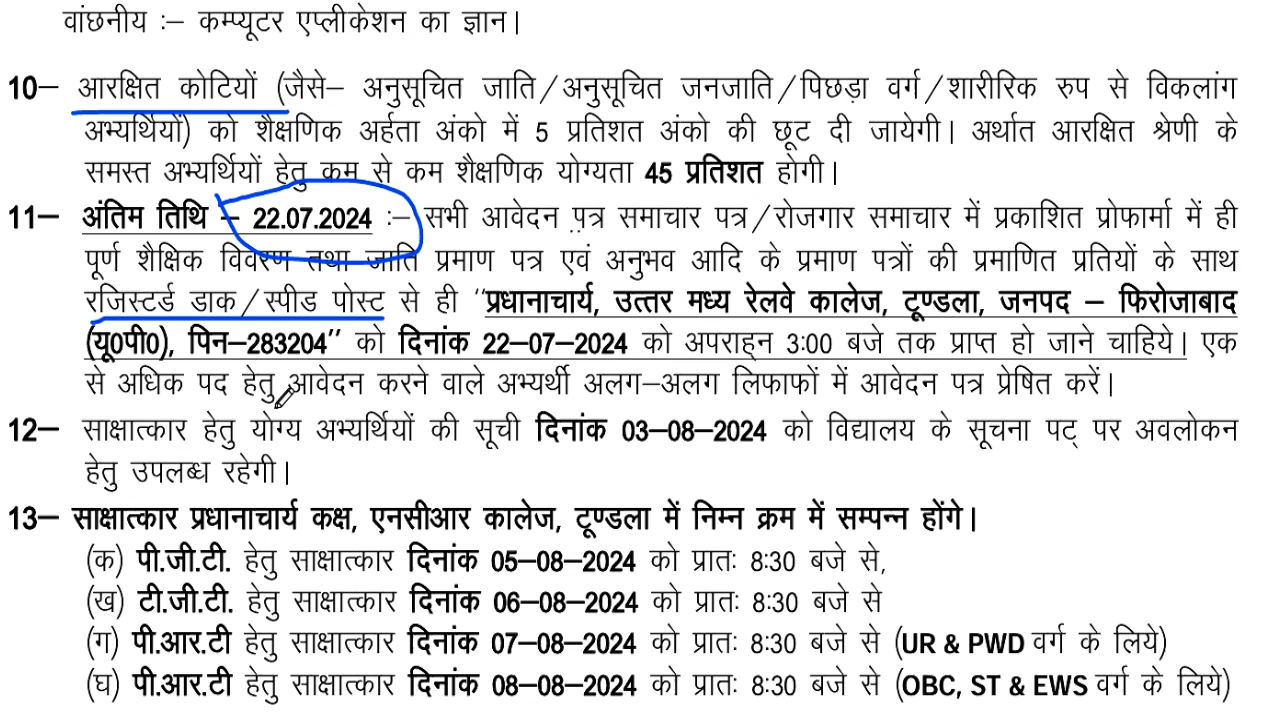 वांछनीय :– कम्प्यूटर एप्लीकेशन का ज्ञान।
10– आरक्षित कोटियों (जैसे– अनुसूचित जाति/अनुसूचित जनजाति/पिछड़ा वर्ग/शारीरिक रुप से विकलांग
अभ्यर्थियों) को शैक्षणिक अर्हता अंको में 5 प्रतिशत अंको की छूट दी जायेगी। अर्थात आरक्षित श्रेणी के
समस्त अभ्यर्थियों हेतु कम से कम शैक्षणिक योग्यता 45 प्रतिशत होगी।
11– अंतिम तिथि – 22.07.2024 :– सभी आवेदन पत्र समाचार पत्र/रोजगार समाचार में प्रकाशित प्रोफार्मा में ही
पूर्ण शैक्षिक विवरण तथा जाति प्रमाण पत्र एवं अनुभव आदि के प्रमाण पत्रों की प्रमाणित प्रतियों के साथ
रजिस्टर्ड डाक/स्पीड पोस्ट से ही "प्रधानाचार्य, उत्तर मध्य रेलवे कालेज, टूण्डला, जनपद – फिरोजाबाद
(यू0पी0), पिन–283204" को दिनांक 22–07–2024 को अपराह्न 3:00 बजे तक प्राप्त हो जाने चाहिये। एक
से अधिक पद हेतु आवेदन करने वाले अभ्यर्थी अलग–अलग लिफाफों में आवेदन पत्र प्रेषित करें।
12– साक्षात्कार हेतु योग्य अभ्यर्थियों की सूची दिनांक 03–08–2024 को विद्यालय के सूचना पट् पर अवलोकन
हेतु उपलब्ध रहेगी।
13– साक्षात्कार प्रधानाचार्य कक्ष, एनसीआर कालेज, टूण्डला में निम्न क्रम में सम्पन्न होंगे।
(क) पी.जी.टी. हेतु साक्षात्कार दिनांक 05–08–2024 को प्रातः 8:30 बजे से,
(ख) टी.जी.टी. हेतु साक्षात्कार दिनांक 06–08–2024 को प्रातः 8:30 बजे से
(ग) पी.आर.टी हेतु साक्षात्कार दिनांक 07–08–2024 को प्रातः 8:30 बजे से (UR & PWD वर्ग के लिये)
(घ) पी.आर.टी हेतु साक्षात्कार दिनांक 08–08–2024 को प्रातः 8:30 बजे से (OBC, ST & EWS वर्ग के लिये)